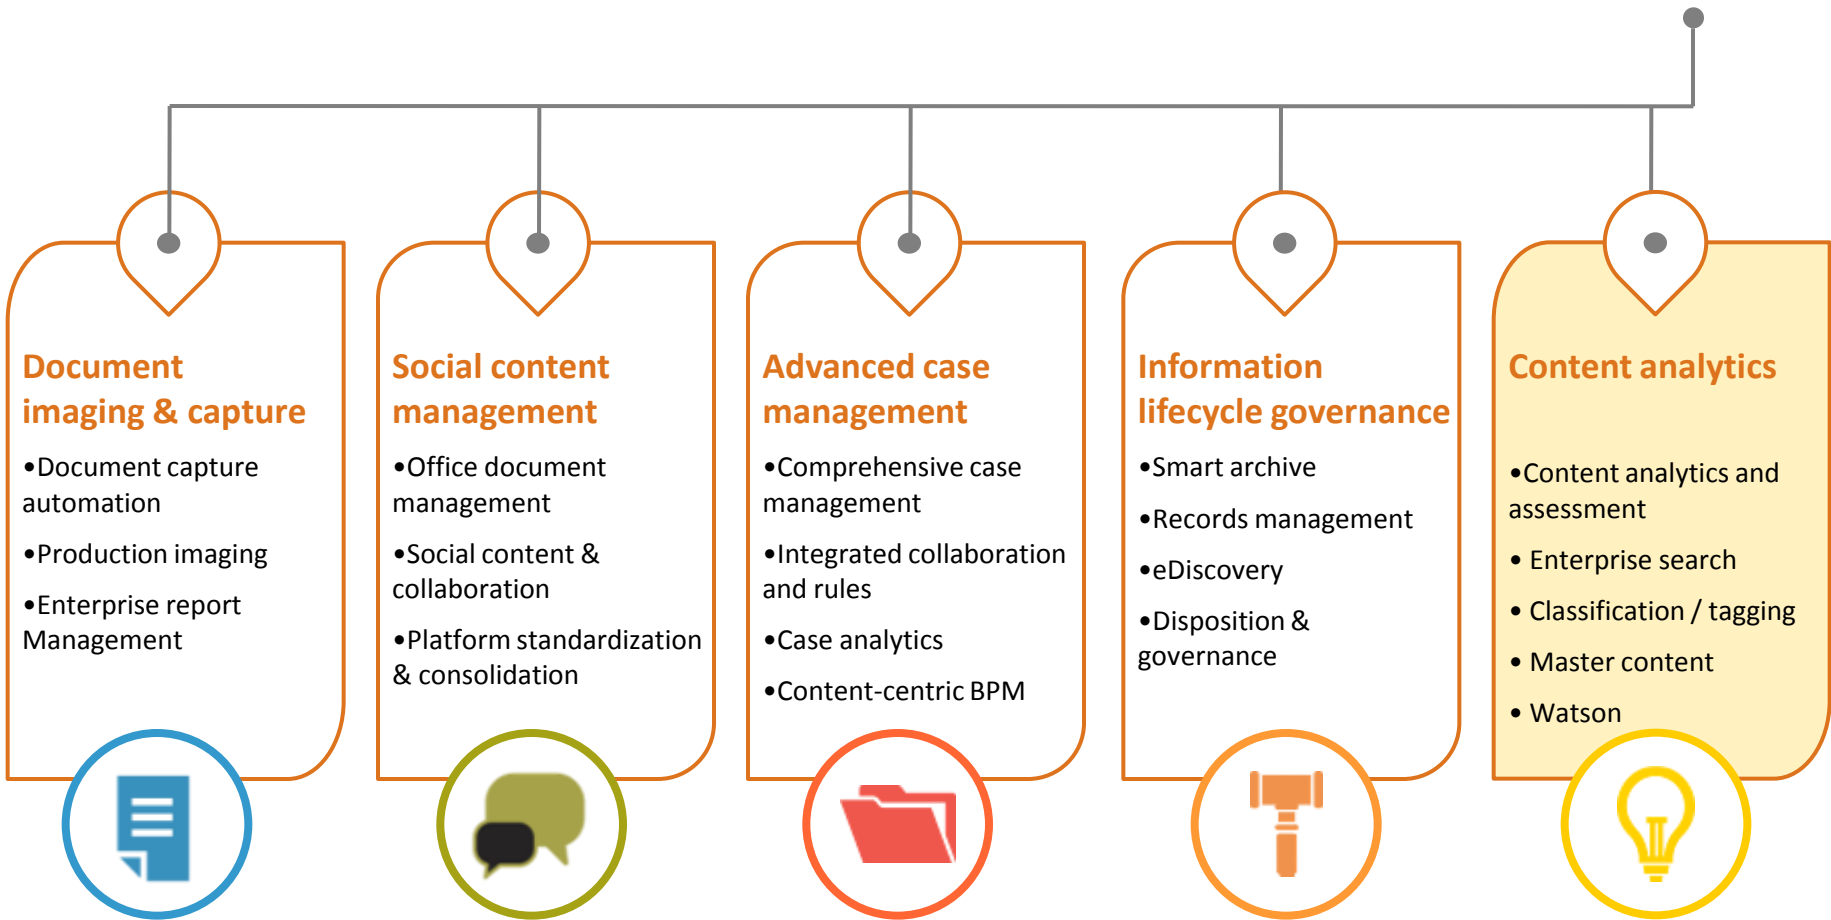 Document
imaging & capture
•Document capture
automation
•Production imaging
•Enterprise report
Management
Social content
management
•Office document
management
•Social content &
collaboration
•Platform standardization
& consolidation
Advanced case
management
•Comprehensive case
management
•Integrated collaboration
and rules
•Case analytics
•Content-centric BPM
Information
lifecycle governance
•Smart archive
•Records management
•eDiscovery
•Disposition &
governance
Content analytics
•Content analytics and
assessment
• Enterprise search
• Classification / tagging
• Master content
• Watson